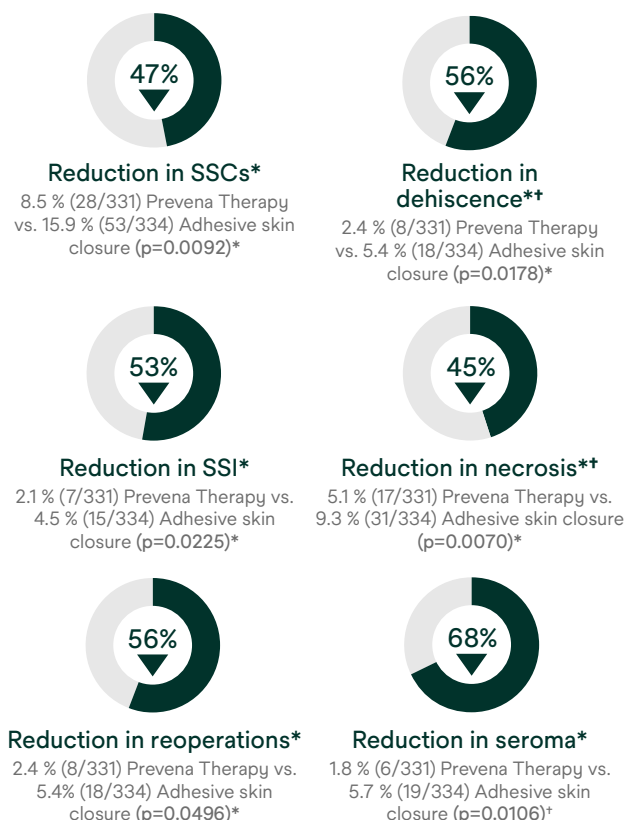 47%
Reduction in SSCs*
8.5 % (28/331) Prevena Therapy
vs. 15.9 % (53/334) Adhesive skin
closure (p=0.0092)*
56%
Reduction in
dehiscence*†
2.4 % (8/331) Prevena Therapy
vs. 5.4 % (18/334) Adhesive skin
closure (p=0.0178)*
53%
Reduction in SSI*
2.1 % (7/331) Prevena Therapy vs.
4.5 % (15/334) Adhesive skin
closure (p=0.0225)*
45%
Reduction in necrosis*†
5.1 % (17/331) Prevena Therapy vs.
9.3 % (31/334) Adhesive skin closure
(p=0.0070)*
56%
Reduction in reoperations*
2.4 % (8/331) Prevena Therapy vs.
5.4% (18/334) Adhesive skin
closure (p=0.0496)*
68%
Reduction in seroma*
1.8 % (6/331) Prevena Therapy vs.
5.7 % (19/334) Adhesive skin
closure (p=0.0106)†